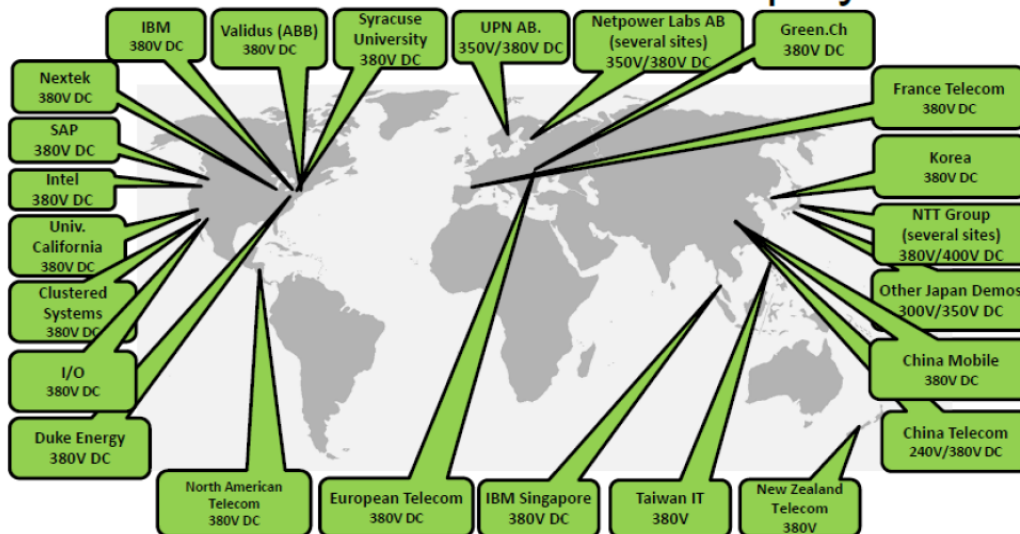 IBM
380V DC
Validus (ABB)
380V DC
Syracuse
University
380V DC
UPN AB.
350V/380V DC
Netpower Labs AB
(several sites)
350V/380V DC
Green.Ch
380V DC
Nextek
380V DC
France Telecom
380V DC
SAP
380V DC
Korea
380V DC
Intel
380V DC
NTT Group
(several sites)
380V/400V DC
Univ.
California
380V DC
Other Japan Demos
300V/350V DC
Clustered
Systems
380V DC
China Mobile
380V DC
I/O
380V DC
China Telecom
240V/380V DC
Duke Energy
380V DC
North American
Telecom
380V DC
European Telecom
380V DC
IBM Singapore
380V DC
Taiwan IT
380V
New Zealand
Telecom
380V